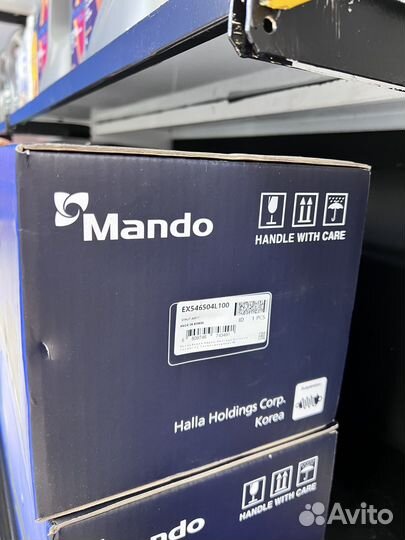 Mando
HANDLE WITH CARE
EX546504L100
1 PCS
MADE IN KOREA
Suspension
Halla Holdings Corp.
Korea
Mando
HANDLE WITH CARE
Avito